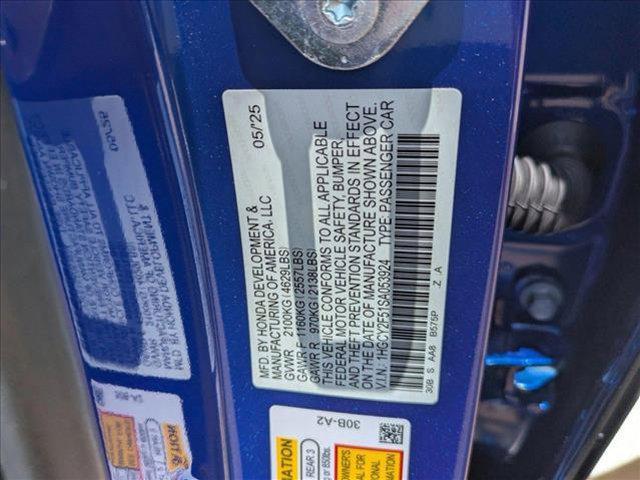 MFD. BY HONDA DEVELOPMENT & 05/'25
MANUFACTURING OF AMERICA, LLC
GVWR 2100KG(4629LBS)
GAWR F 1160KG(2557LBS)
GAWR R 970KG(2138LBS)
THIS VEHICLE CONFORMS TO ALL APPLICABLE
FEDERAL MOTOR VEHICLE SAFETY, BUMPER,
& THEFT PREVENTION STANDARDS IN EFFECT
ON THE DATE OF MANUFACTURE SHOWN ABOVE.
V.I.N. 1HGCY2F51SA053924 TYPE: PASSENGER CAR
30B S AA8 B575P Z A
30B-A2
REAR 3